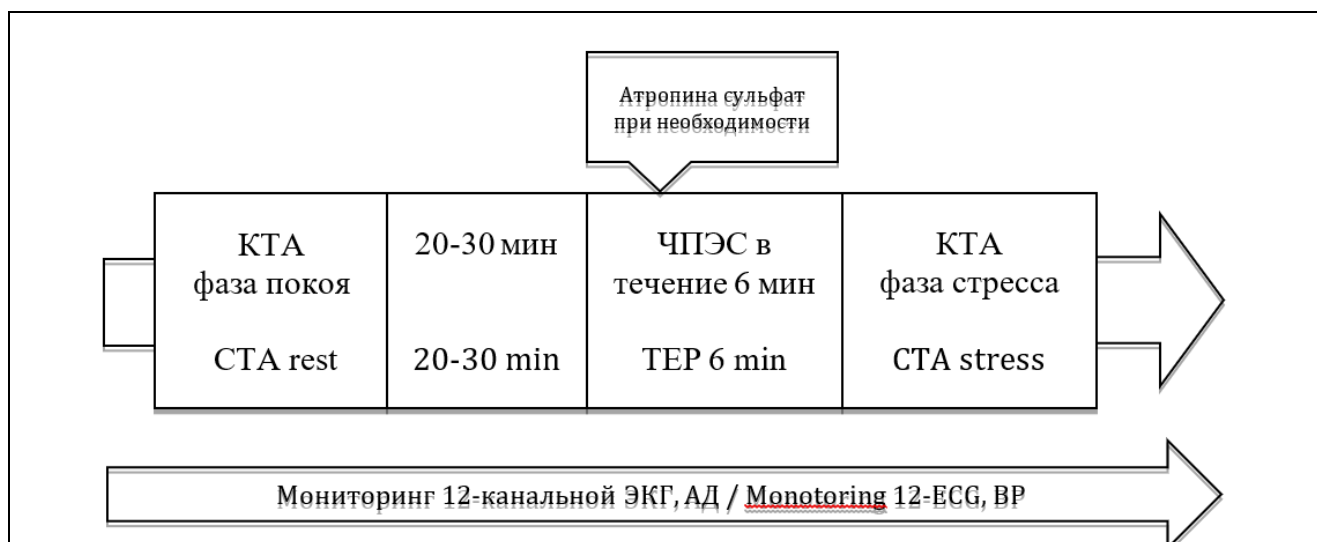 Атропина сульфат
при необходимости
КТА
фаза покоя
CTA rest
20-30 мин
20-30 min
ЧПЭС в
течение 6 мин
TEP 6 min
КТА
фаза стресса
CTA stress
Мониторинг 12-канальной ЭКГ, АД / Monotoring 12-ECG, BP